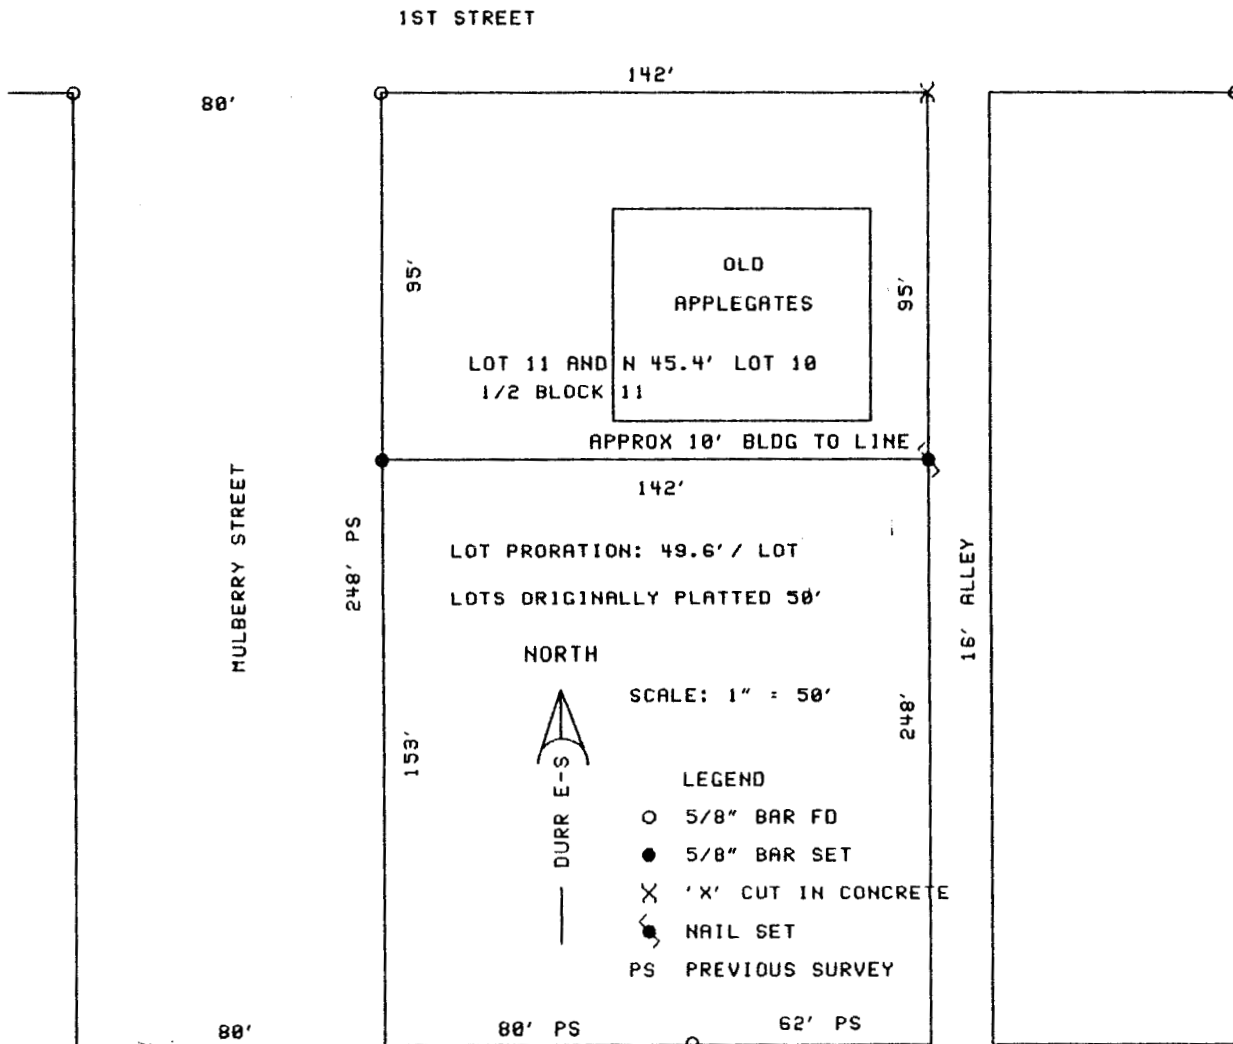 1ST STREET
142'
80'
95'
OLD
APPLEGATES
95'
LOT 11 AND N 45.4' LOT 10
1/2 BLOCK 11
APPROX 10' BLDG TO LINE
142'
MULBERRY STREET
248' PS
LOT PRORATION: 49.6'/ LOT
LOTS ORIGINALLY PLATTED 50'
16' ALLEY
NORTH
SCALE: 1" = 50'
248'
153'
DURR E-S
LEGEND
5/8" BAR FD
5/8" BAR SET
'X' CUT IN CONCRETE
NAIL SET
PS PREVIOUS SURVEY
80'
80' PS
62' PS